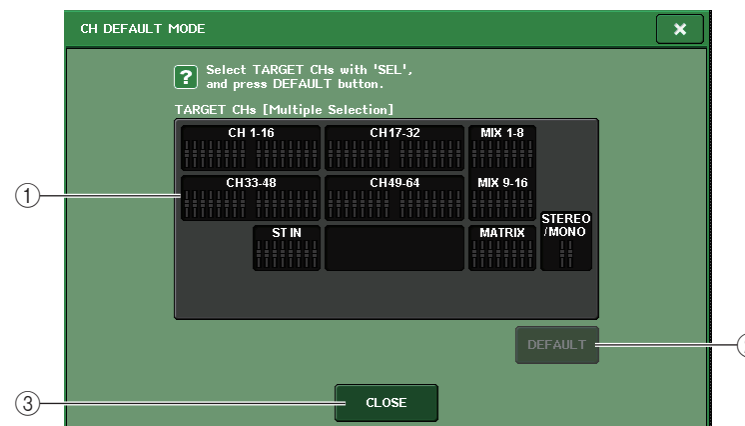 CH DEFAULT MODE
×
? Select TARGET CHs with 'SEL',
and press DEFAULT button.
TARGET CHs [Multiple Selection]
CH 1-16 CH17-32 MIX 1-8
① CH33-48 CH49-64 MIX 9-16
ST IN MATRIX STEREO
/MONO
DEFAULT
③ CLOSE